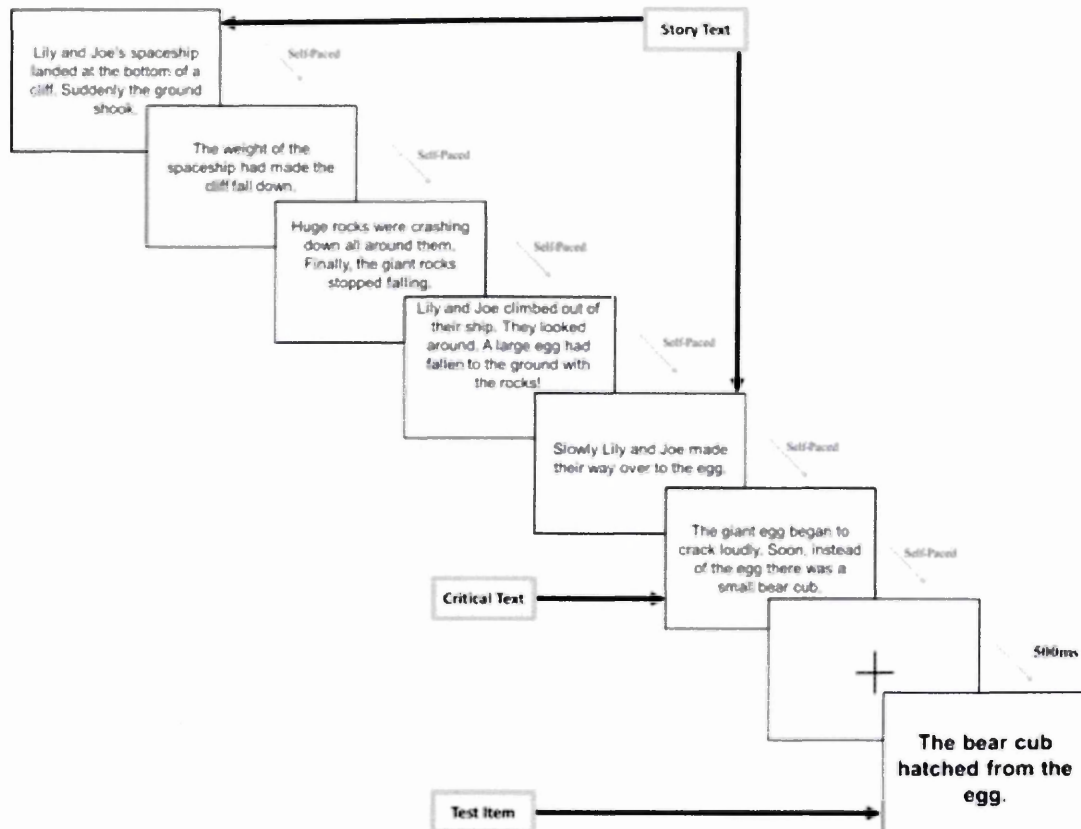 Story Text
Lily and Joe's spaceship
landed at the bottom of a
cliff. Suddenly the ground
shook.
Self-Paced
The weight of the
spaceship had made the
cliff fall down.
Self-Paced
Huge rocks were crashing
down all around them.
Finally, the giant rocks
stopped falling.
Self-Paced
Lily and Joe climbed out of
their ship. They looked
around. A large egg had
fallen to the ground with
the rocks!
Self-Paced
Slowly Lily and Joe made
their way over to the egg.
Self-Paced
Critical Text
The giant egg began to
crack loudly. Soon, instead
of the egg there was a
small bear cub.
Self-Paced
500ms
Test Item
The bear cub
hatched from the
egg.